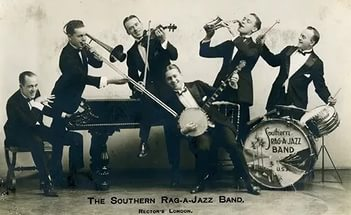 Southern
RAG-A-JAZZ
BAND
U.S.A.
THE SOUTHERN RAG-A-JAZZ BAND.
RECTOR'S LONDON.